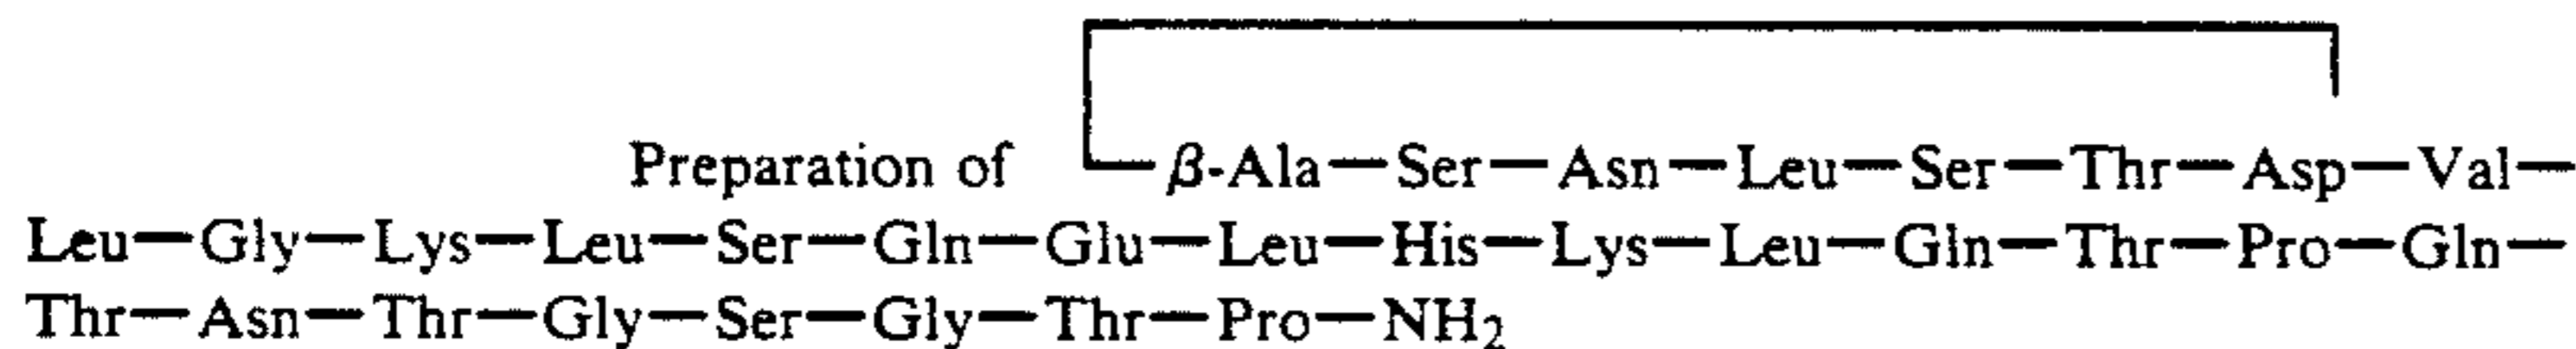 Preparation of β-Ala—Ser—Asn—Leu—Ser—Thr—Asp—Val—
Leu—Gly—Lys—Leu—Ser—Gln—Glu—Leu—His—Lys—Leu—Gln—Thr—Pro—Gln—
Thr—Asn—Thr—Gly—Ser—Gly—Thr—Pro—NH₂